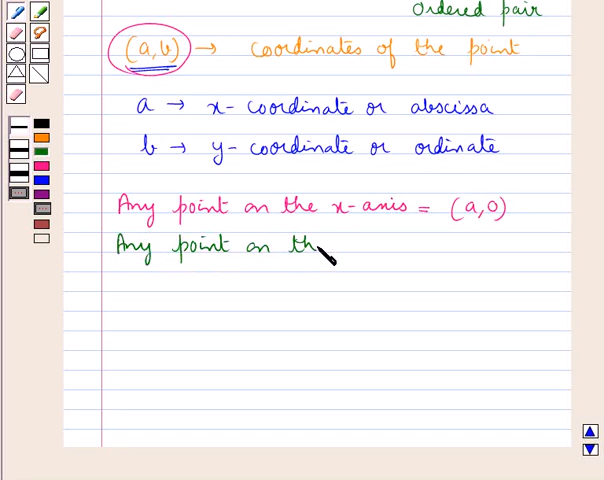 Ordered pair
(a,b) → coordinates of the point
a → x-coordinate or abscissa
b → y-coordinate or ordinate
Any point on the x-axis = (a,0)
Any point on th